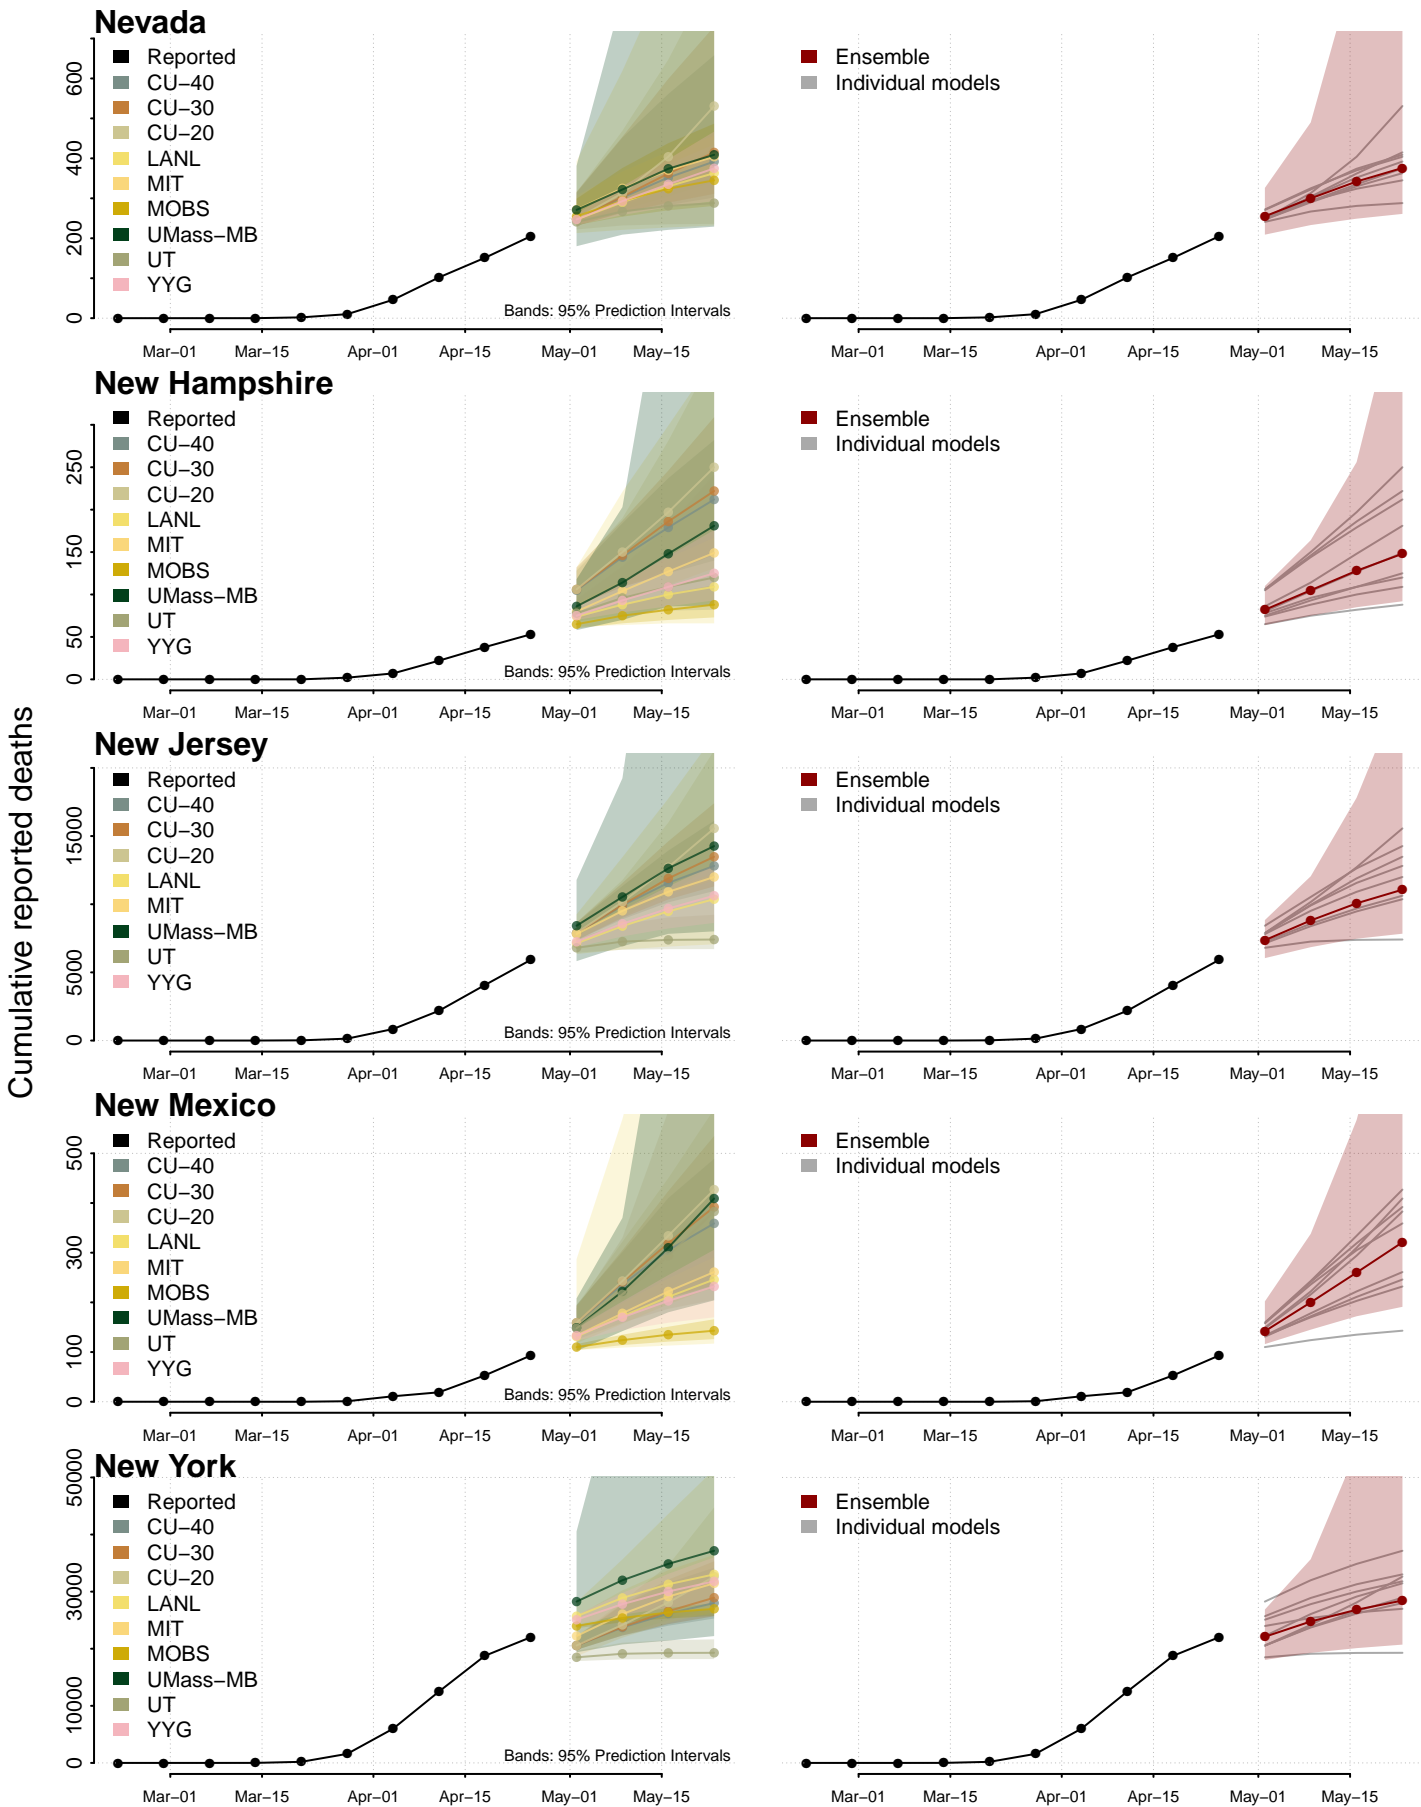 Cumulative reported deaths
Nevada
0 200 400 600
Reported
CU−40
CU−30
CU−20
LANL
MIT
MOBS
UMass−MB
UT
YYG
Bands: 95% Prediction Intervals
Mar−01 Mar−15 Apr−01 Apr−15 May−01 May−15
Ensemble
Individual models
Mar−01 Mar−15 Apr−01 Apr−15 May−01 May−15
New Hampshire
0 50 150 250
Reported
CU−40
CU−30
CU−20
LANL
MIT
MOBS
UMass−MB
UT
YYG
Bands: 95% Prediction Intervals
Mar−01 Mar−15 Apr−01 Apr−15 May−01 May−15
Ensemble
Individual models
Mar−01 Mar−15 Apr−01 Apr−15 May−01 May−15
New Jersey
0 5000 15000
Reported
CU−40
CU−30
CU−20
LANL
MIT
UMass−MB
UT
YYG
Bands: 95% Prediction Intervals
Mar−01 Mar−15 Apr−01 Apr−15 May−01 May−15
Ensemble
Individual models
Mar−01 Mar−15 Apr−01 Apr−15 May−01 May−15
New Mexico
0 100 300 500
Reported
CU−40
CU−30
CU−20
LANL
MIT
MOBS
UMass−MB
UT
YYG
Bands: 95% Prediction Intervals
Mar−01 Mar−15 Apr−01 Apr−15 May−01 May−15
Ensemble
Individual models
Mar−01 Mar−15 Apr−01 Apr−15 May−01 May−15
New York
0 10000 30000 50000
Reported
CU−40
CU−30
CU−20
LANL
MIT
MOBS
UMass−MB
UT
YYG
Bands: 95% Prediction Intervals
Mar−01 Mar−15 Apr−01 Apr−15 May−01 May−15
Ensemble
Individual models
Mar−01 Mar−15 Apr−01 Apr−15 May−01 May−15